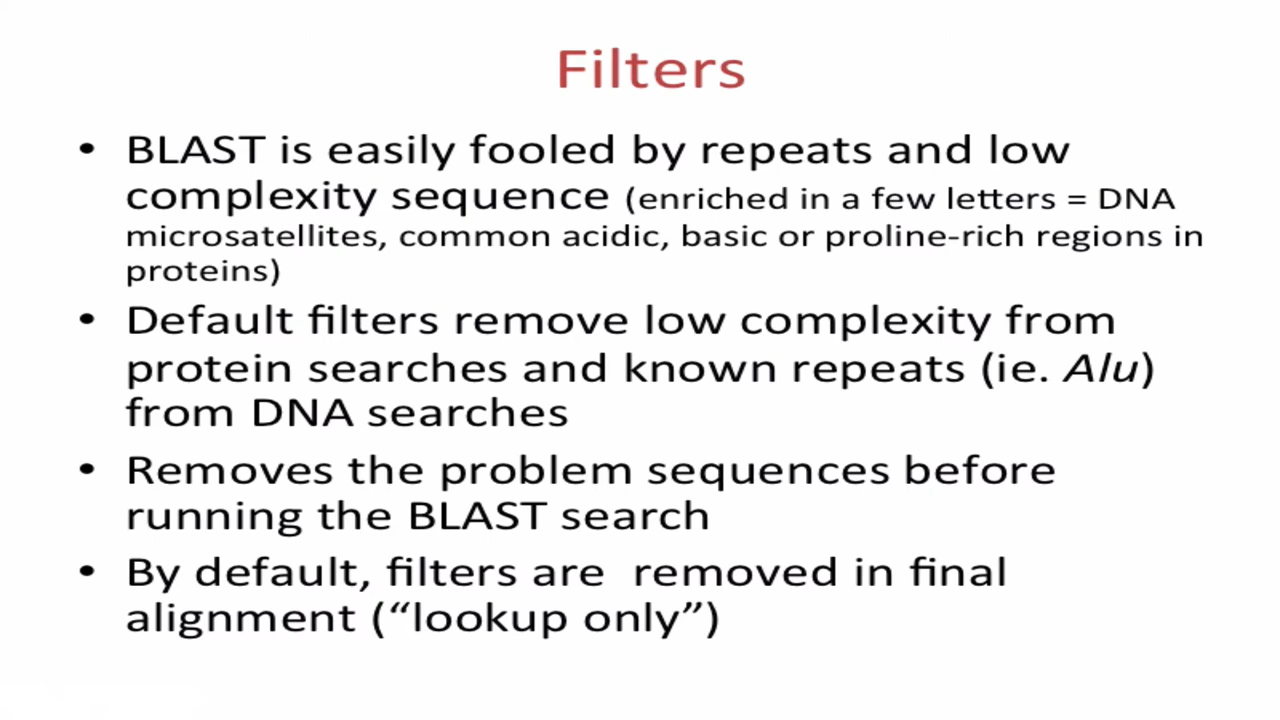 Filters
• BLAST is easily fooled by repeats and low
complexity sequence (enriched in a few letters = DNA
microsatellites, common acidic, basic or proline-rich regions in
proteins)
• Default filters remove low complexity from
protein searches and known repeats (ie. Alu)
from DNA searches
• Removes the problem sequences before
running the BLAST search
• By default, filters are  removed in final
alignment (“lookup only”)